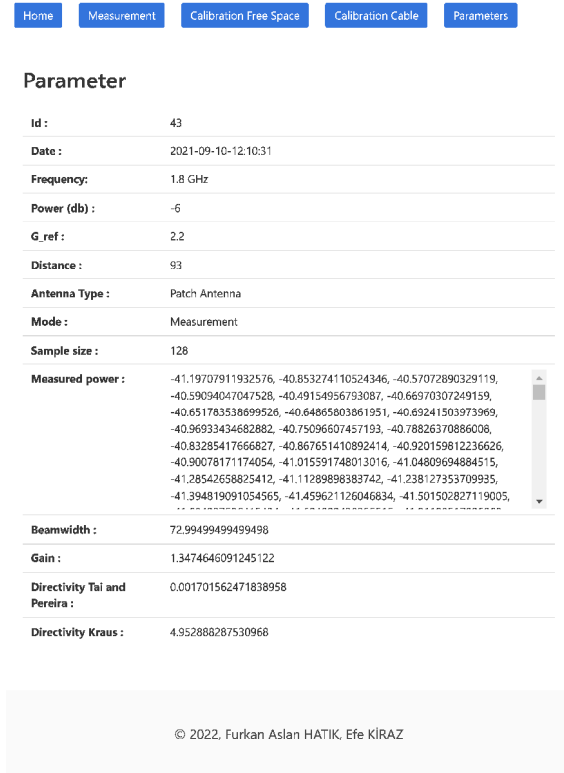 Home Measurement Calibration Free Space Calibration Cable Parameters
Parameter
Id : 43
Date : 2021-09-10-12:10:31
Frequency: 1.8 GHz
Power (db) : -6
G_ref : 2.2
Distance : 93
Antenna Type : Patch Antenna
Mode : Measurement
Sample size : 128
Measured power : -41.19707911932576, -40.853274110524346, -40.57072890329119,
-40.59094047047528, -40.49154956793087, -40.66970307249159,
-40.651783538699526, -40.64865803861951, -40.69241503973969,
-40.96933434682882, -40.75096607457193, -40.78826370886008,
-40.83285417666827, -40.867651410892414, -40.920159812236626,
-40.90078171174054, -41.015591748013016, -41.04809694884515,
-41.28542658825412, -41.11289898383742, -41.238127353709935,
-41.394819091054565, -41.459621126046834, -41.501502827119005,
Beamwidth : 72.99499499499498
Gain : 1.3474646091245122
Directivity Tai and 0.001701562471838958
Pereira :
Directivity Kraus : 4.952888287530968
© 2022, Furkan Aslan HATIK, Efe KİRAZ